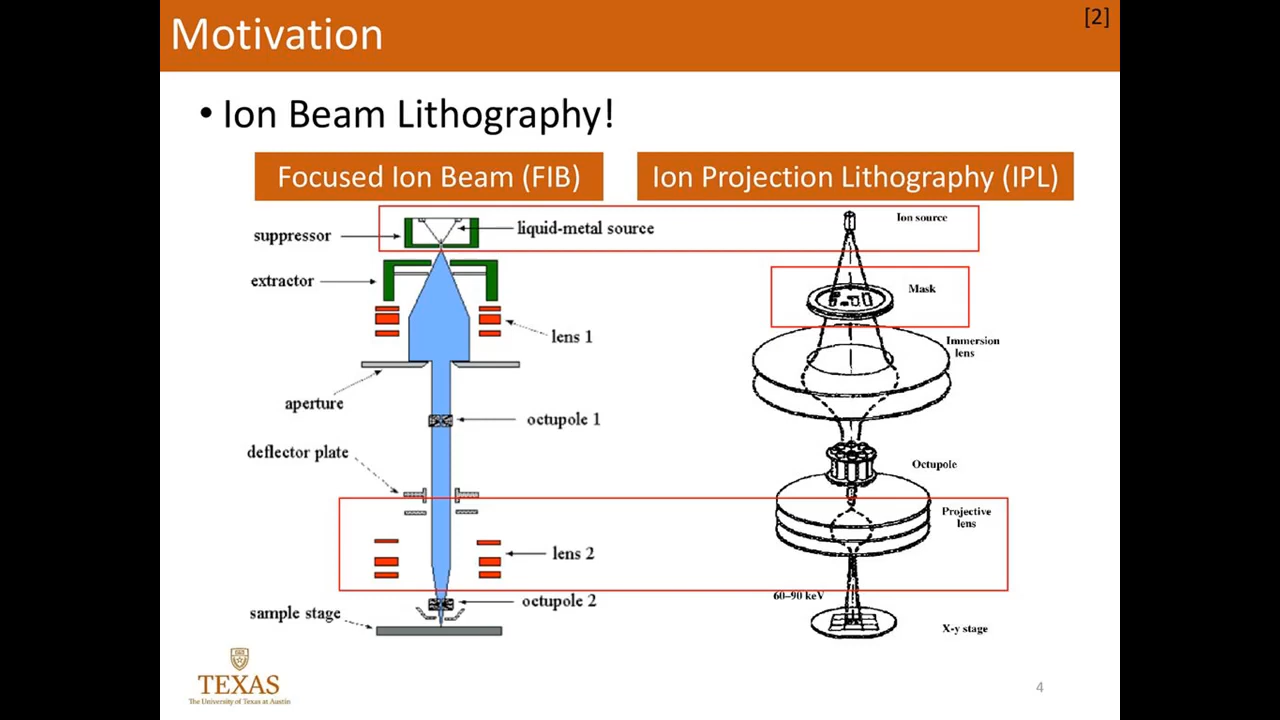 Motivation
[2]
• Ion Beam Lithography!
Focused Ion Beam (FIB)
Ion Projection Lithography (IPL)
suppressor
liquid-metal source
extractor
lens 1
aperture
octupole 1
deflector plate
lens 2
octupole 2
sample stage
Ion source
Mask
Immersion
lens
Octupole
Projective
lens
60–90 keV
X-y stage
TEXAS
The University of Texas at Austin
4